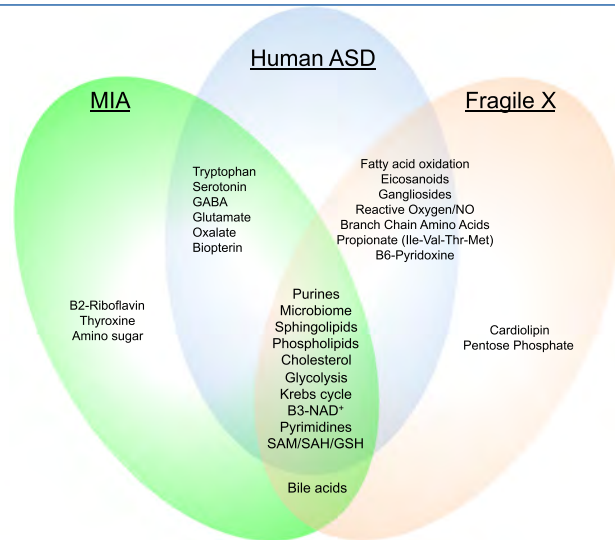 Human ASD
MIA
Fragile X
Tryptophan
Serotonin
GABA
Glutamate
Oxalate
Biopterin
Fatty acid oxidation
Eicosanoids
Gangliosides
Reactive Oxygen/NO
Branch Chain Amino Acids
Propionate (Ile-Val-Thr-Met)
B6-Pyridoxine
B2-Riboflavin
Thyroxine
Amino sugar
Purines
Microbiome
Sphingolipids
Phospholipids
Cholesterol
Glycolysis
Krebs cycle
B3-NAD⁺
Pyrimidines
SAM/SAH/GSH
Cardiolipin
Pentose Phosphate
Bile acids